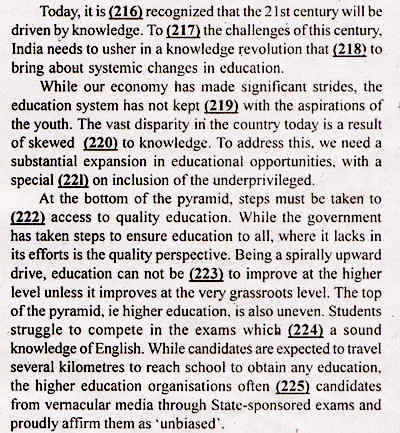 Today, it is (216) recognized that the 21st century will be
driven by knowledge. To (217) the challenges of this century,
India needs to usher in a knowledge revolution that (218) to
bring about systemic changes in education.
While our economy has made significant strides, the
education system has not kept (219) with the aspirations of
the youth. The vast disparity in the country today is a result
of skewed (220) to knowledge. To address this, we need a
substantial expansion in educational opportunities, with a
special (221) on inclusion of the underprivileged.
At the bottom of the pyramid, steps must be taken to
(222) access to quality education. While the government
has taken steps to ensure education to all, where it lacks in
its efforts is the quality perspective. Being a spirally upward
drive, education can not be (223) to improve at the higher
level unless it improves at the very grassroots level. The top
of the pyramid, ie higher education, is also uneven. Students
struggle to compete in the exams which (224) a sound
knowledge of English. While candidates are expected to travel
several kilometres to reach school to obtain any education,
the higher education organisations often (225) candidates
from vernacular media through State-sponsored exams and
proudly affirm them as 'unbiased'.